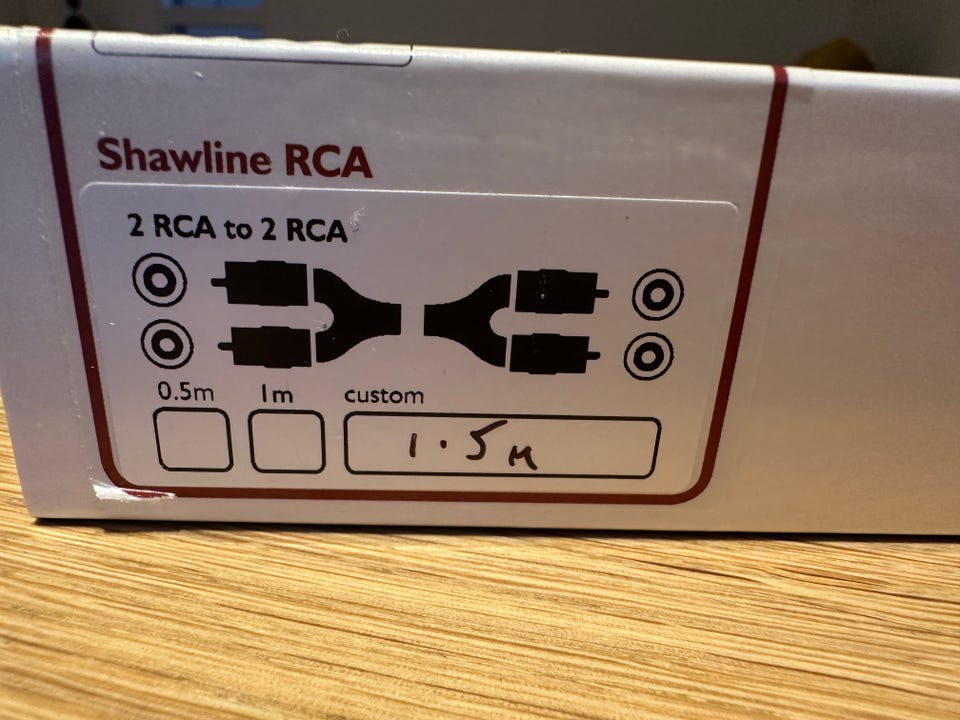 Shawline RCA
2 RCA to 2 RCA
0.5m 1m custom
1.5M